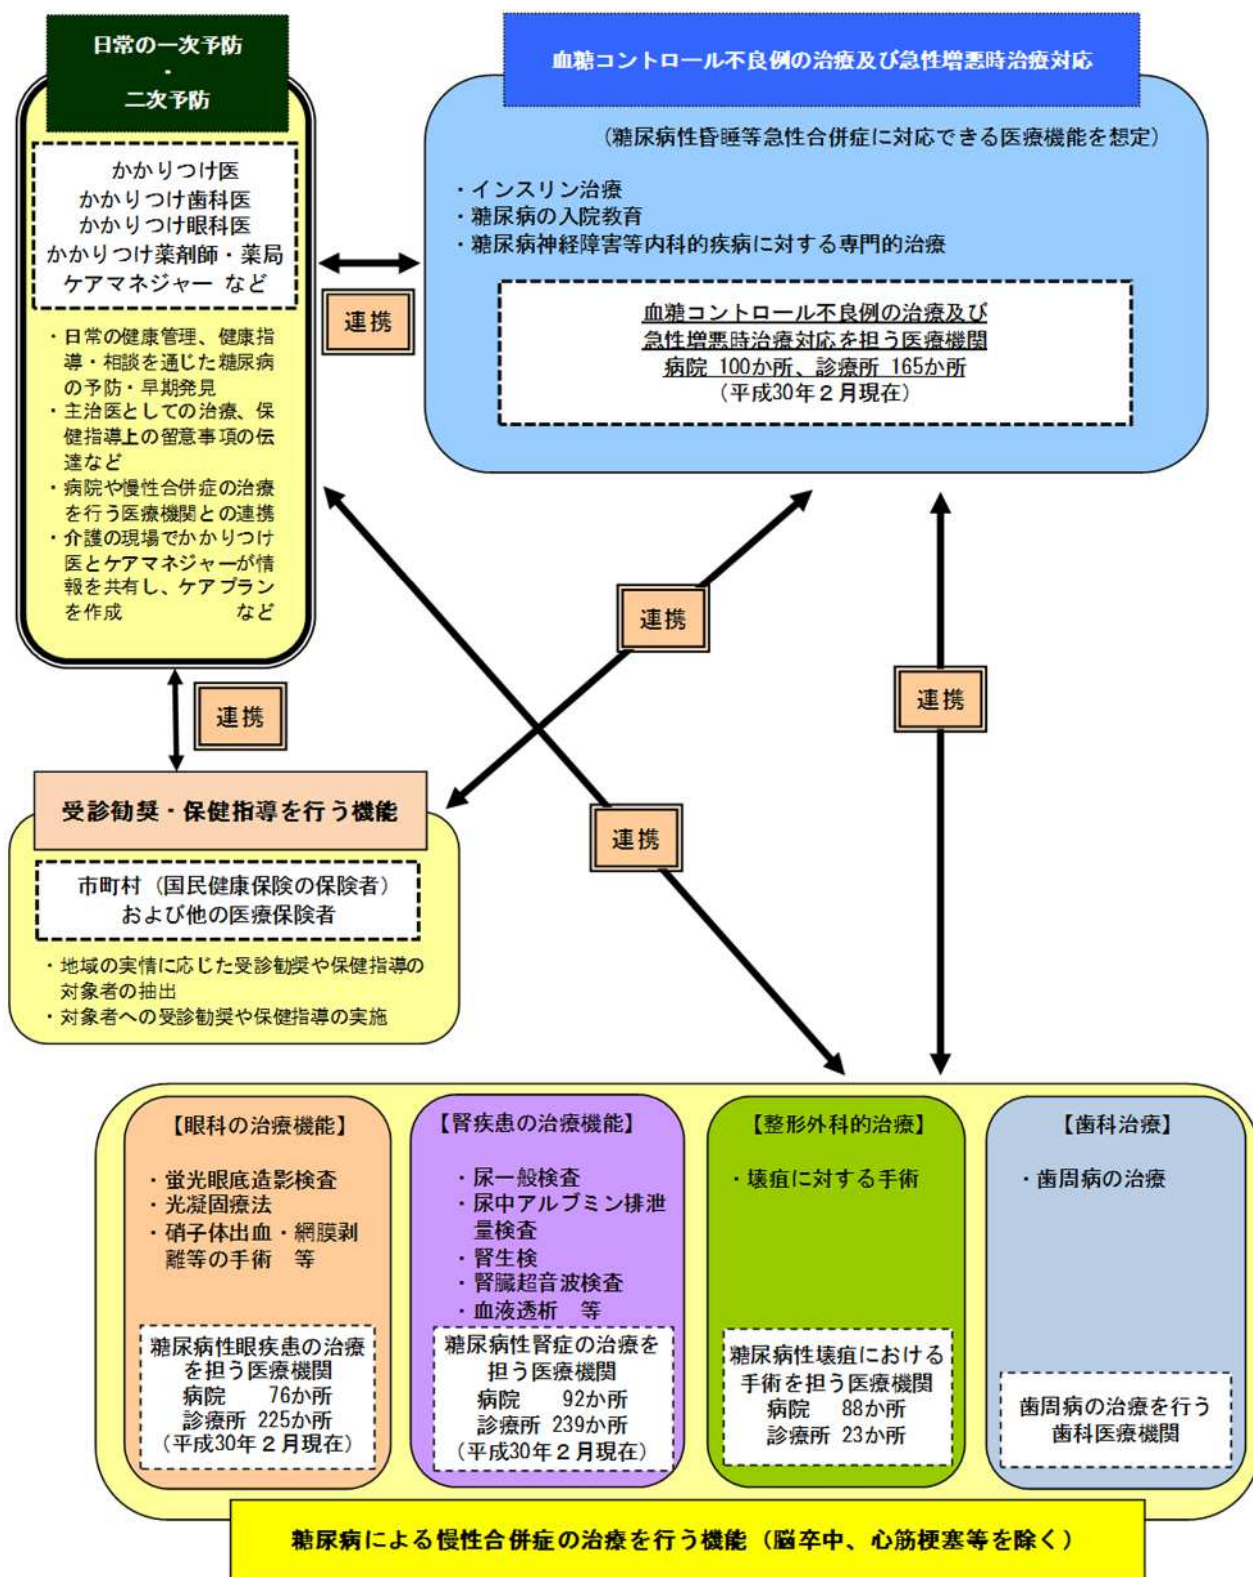 日常の一次予防
・
二次予防
かかりつけ医
かかりつけ歯科医
かかりつけ眼科医
かかりつけ薬剤師・薬局
ケアマネジャー など
・日常の健康管理、健康指
導・相談を通じた糖尿病
の予防・早期発見
・主治医としての治療、保
健指導上の留意事項の伝
達など
・病院や慢性合併症の治療
を行う医療機関との連携
・介護の現場でかかりつけ
医とケアマネジャーが情
報を共有し、ケアプラン
を作成 など
連携
血糖コントロール不良例の治療及び急性増悪時治療対応
(糖尿病性昏睡等急性合併症に対応できる医療機能を想定)
・インスリン治療
・糖尿病の入院教育
・糖尿病神経障害等内科的疾病に対する専門的治療
血糖コントロール不良例の治療及び
急性増悪時治療対応を担う医療機関
病院 100か所、診療所 165か所
(平成30年2月現在)
連携
連携
連携
連携
受診勧奨・保健指導を行う機能
市町村(国民健康保険の保険者)
および他の医療保険者
・地域の実情に応じた受診勧奨や保健指導の
対象者の抽出
・対象者への受診勧奨や保健指導の実施
【眼科の治療機能】
・蛍光眼底造影検査
・光凝固療法
・硝子体出血・網膜剥
離等の手術 等
糖尿病性眼疾患の治療
を担う医療機関
病院 76か所
診療所 225か所
(平成30年2月現在)
【腎疾患の治療機能】
・尿一般検査
・尿中アルブミン排泄
量検査
・腎生検
・腎臓超音波検査
・血液透析 等
糖尿病性腎症の治療を
担う医療機関
病院 92か所
診療所 239か所
(平成30年2月現在)
【整形外科的治療】
・壊疽に対する手術
糖尿病性壊疽における
手術を担う医療機関
病院 88か所
診療所 23か所
【歯科治療】
・歯周病の治療
歯周病の治療を行う
歯科医療機関
糖尿病による慢性合併症の治療を行う機能(脳卒中、心筋梗塞等を除く)